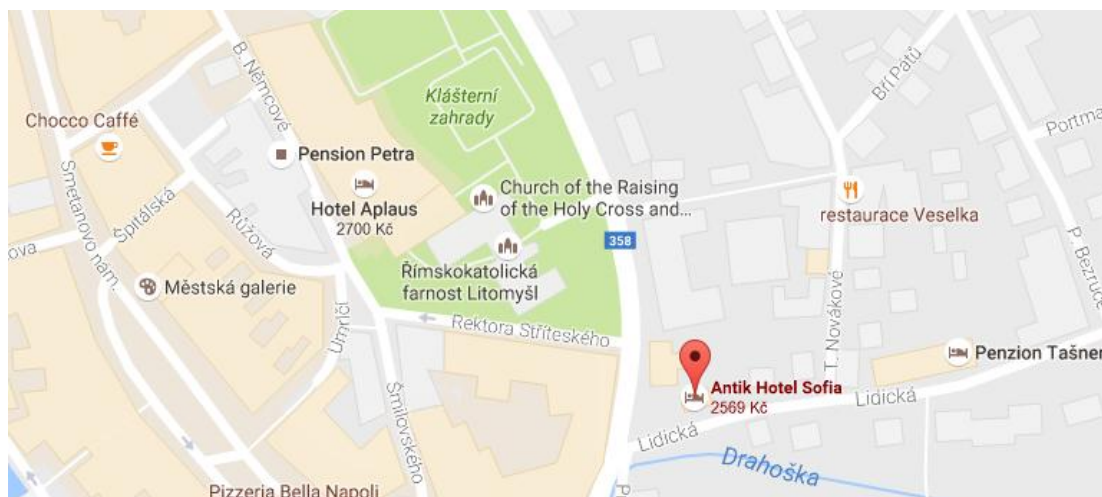 B. Němcové
Chocco Caffé
Klášterní
zahrady
Bří Patů
Portma
Pension Petra
Smetanovo nám.
Špitálská
Hotel Aplaus
2700 Kč
Church of the Raising
of the Holy Cross and...
restaurace Veselka
Růžová
ova
358
P. Bezruče
Městská galerie
Římskokatolická
farnost Litomyšl
Umrlčí
Rektora Stříteského
T. Novákové
Penzion Tašner
Antik Hotel Sofia
2569 Kč
Lidická
Šmilovského
Lidická
Drahoška
Pizzeria Bella Napoli
P